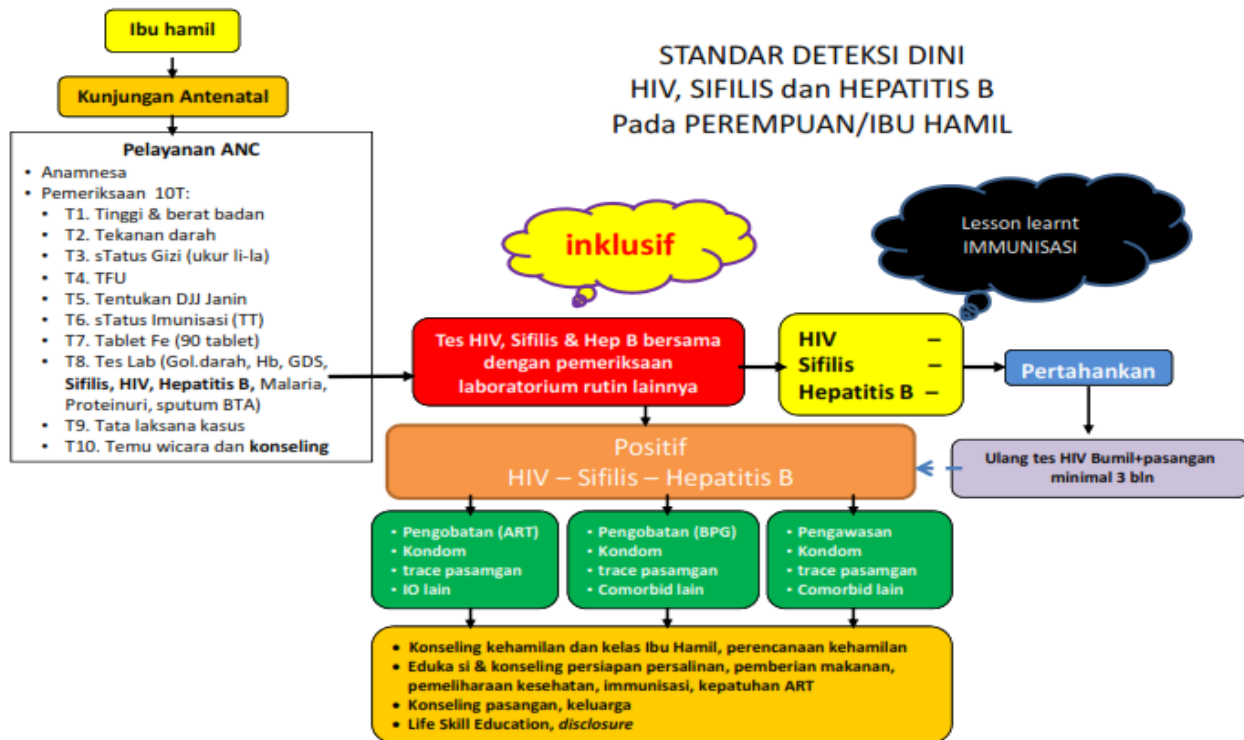 Ibu hamil
Kunjungan Antenatal
STANDAR DETEKSI DINI
HIV, SIFILIS dan HEPATITIS B
Pada PEREMPUAN/IBU HAMIL
Pelayanan ANC
• Anamnesa
• Pemeriksaan 10T:
• T1. Tinggi & berat badan
• T2. Tekanan darah
• T3. sTatus Gizi (ukur li-la)
• T4. TFU
• T5. Tentukan DJJ Janin
• T6. sTatus Imunisasi (TT)
• T7. Tablet Fe (90 tablet)
• T8. Tes Lab (Gol.darah, Hb, GDS,
Sifilis, HIV, Hepatitis B, Malaria,
Proteinuri, sputum BTA)
• T9. Tata laksana kasus
• T10. Temu wicara dan konseling
inklusif
Lesson learnt
IMMUNISASI
Tes HIV, Sifilis & Hep B bersama
dengan pemeriksaan
laboratorium rutin lainnya
HIV –
Sifilis –
Hepatitis B –
Pertahankan
Ulang tes HIV Bumil+pasangan
minimal 3 bln
Positif
HIV – Sifilis – Hepatitis B
• Pengobatan (ART)
• Kondom
• trace pasamgan
• IO lain
• Pengobatan (BPG)
• Kondom
• trace pasamgan
• Comorbid lain
• Pengawasan
• Kondom
• trace pasamgan
• Comorbid lain
• Konseling kehamilan dan kelas Ibu Hamil, perencanaan kehamilan
• Eduka si & konseling persiapan persalinan, pemberian makanan,
pemeliharaan kesehatan, immunisasi, kepatuhan ART
• Konseling pasangan, keluarga
• Life Skill Education, disclosure